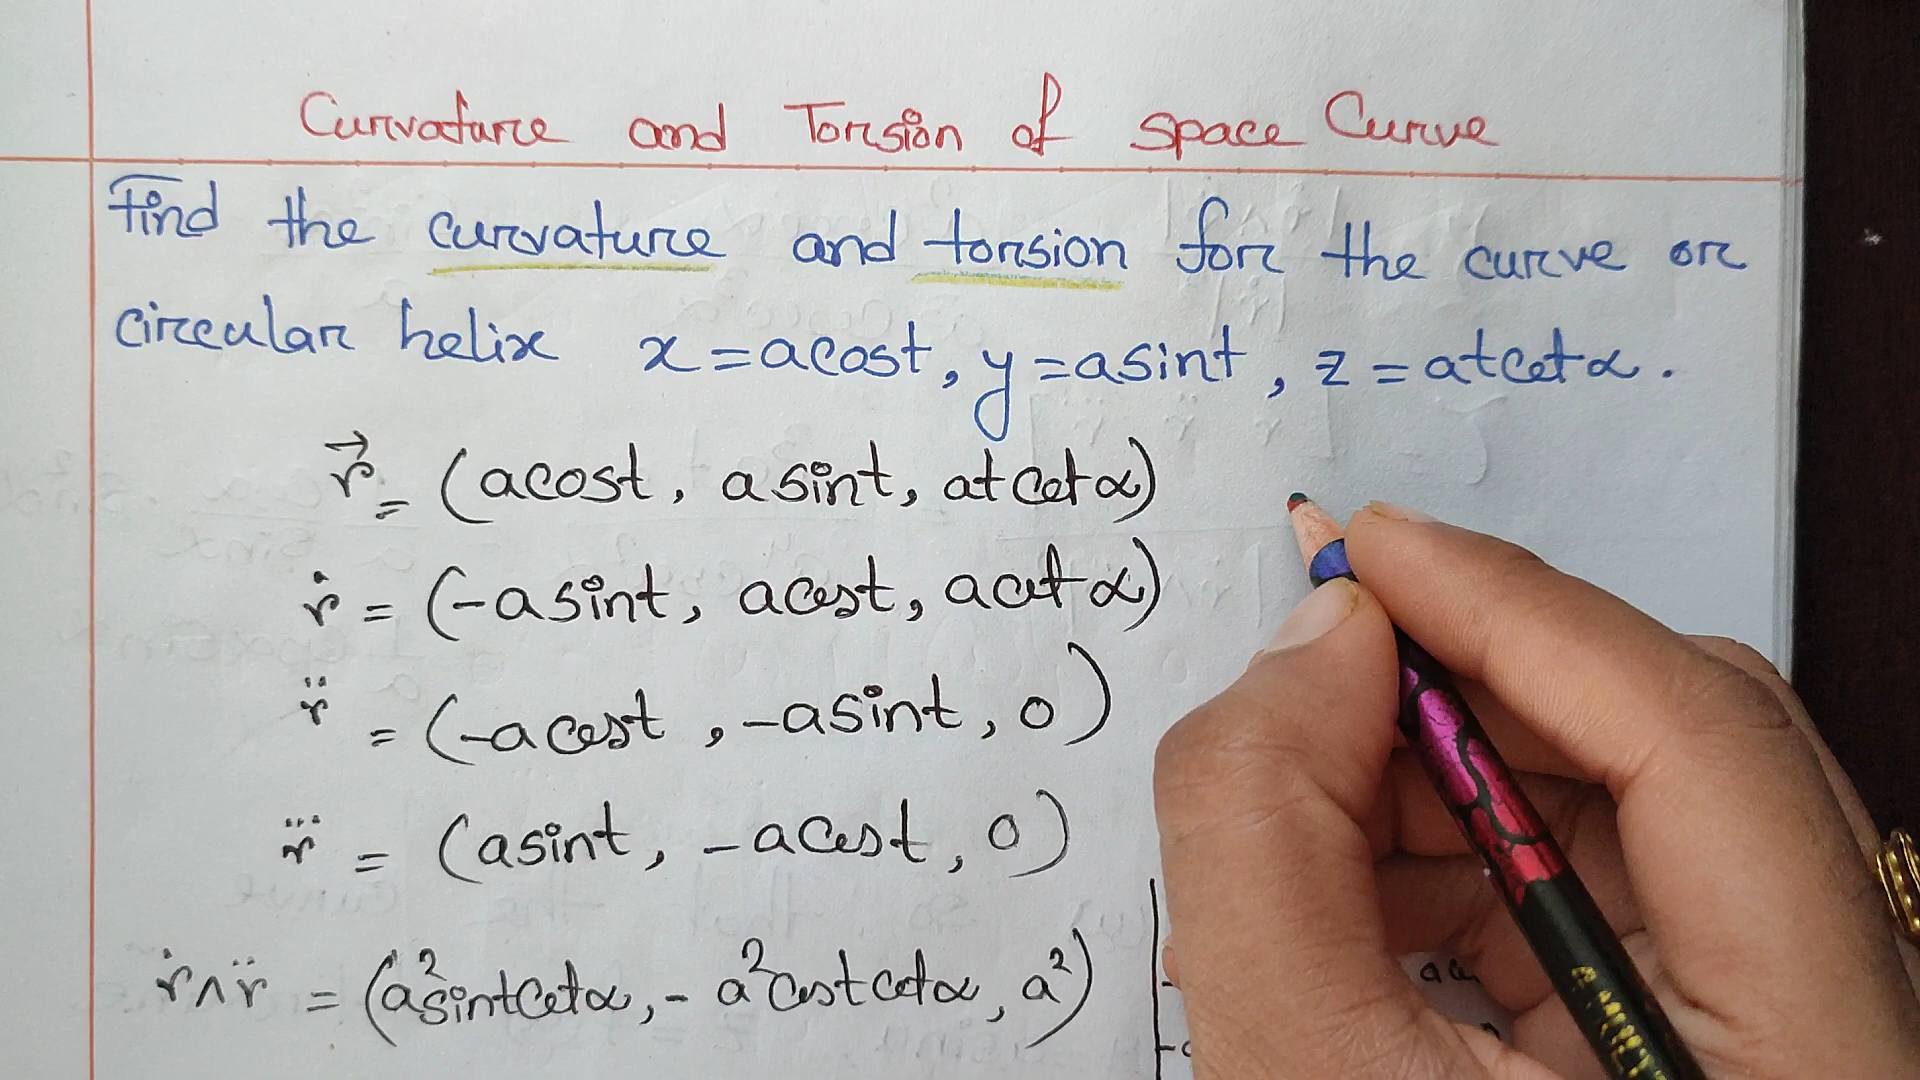 Curvature and Torsion of space Curve
Find the curvature and torsion for the curve or
circular helix x = acost, y = asint, z = atcotα.
r⃗ = (acost, asint, atcotα)
ṙ = (-asint, acost, acotα)
r̈ = (-acost, -asint, 0)
r⃛ = (asint, -acost, 0)
ṙ∧r̈ = (a²sintcotα, -a²costcotα, a²)